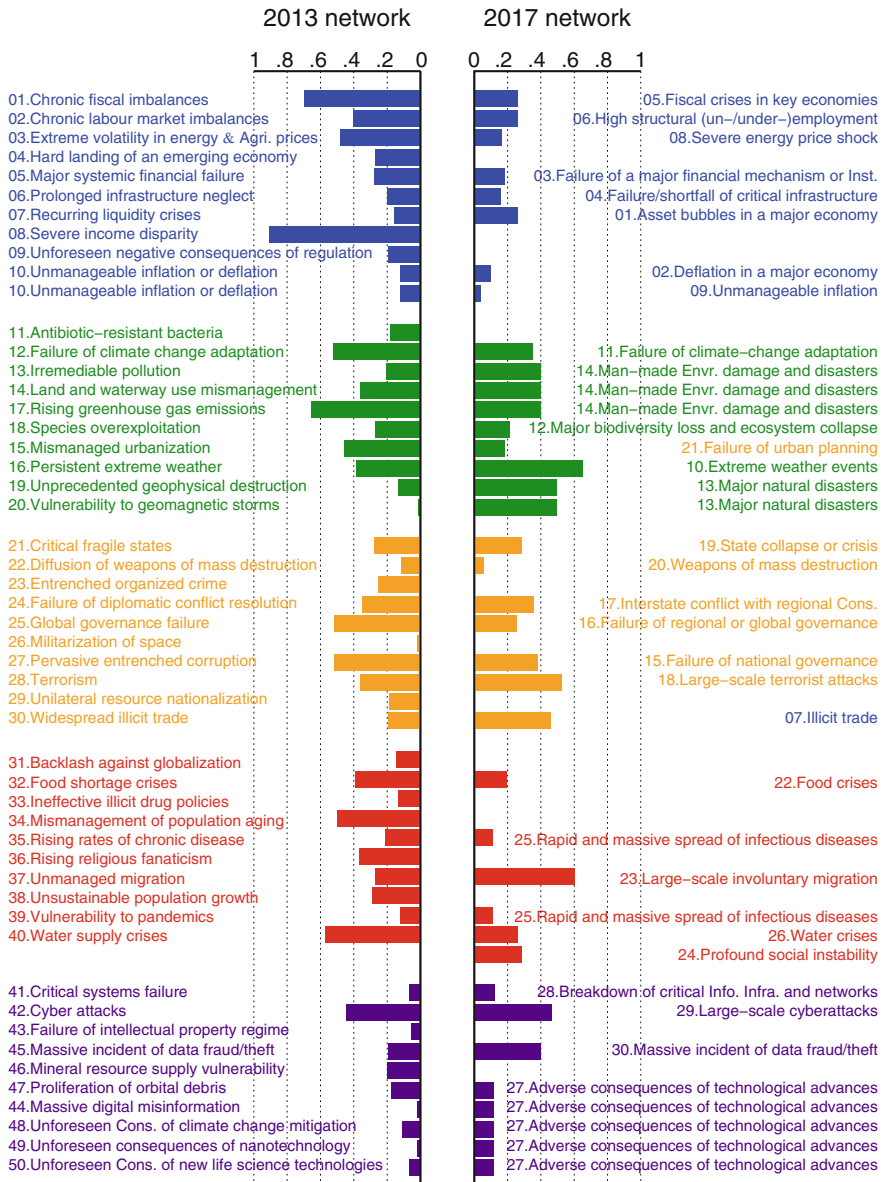 2013 network 2017 network
1 .8 .6 .4 .2 0 0 .2 .4 .6 .8 1
01.Chronic fiscal imbalances 05.Fiscal crises in key economies
02.Chronic labour market imbalances 06.High structural (un-/under-)employment
03.Extreme volatility in energy & Agri. prices 08.Severe energy price shock
04.Hard landing of an emerging economy
05.Major systemic financial failure 03.Failure of a major financial mechanism or Inst.
06.Prolonged infrastructure neglect 04.Failure/shortfall of critical infrastructure
07.Recurring liquidity crises 01.Asset bubbles in a major economy
08.Severe income disparity
09.Unforeseen negative consequences of regulation
10.Unmanageable inflation or deflation 02.Deflation in a major economy
10.Unmanageable inflation or deflation 09.Unmanageable inflation
11.Antibiotic-resistant bacteria
12.Failure of climate change adaptation 11.Failure of climate-change adaptation
13.Irremediable pollution 14.Man-made Envr. damage and disasters
14.Land and waterway use mismanagement 14.Man-made Envr. damage and disasters
17.Rising greenhouse gas emissions 14.Man-made Envr. damage and disasters
18.Species overexploitation 12.Major biodiversity loss and ecosystem collapse
15.Mismanaged urbanization 21.Failure of urban planning
16.Persistent extreme weather 10.Extreme weather events
19.Unprecedented geophysical destruction 13.Major natural disasters
20.Vulnerability to geomagnetic storms 13.Major natural disasters
21.Critical fragile states 19.State collapse or crisis
22.Diffusion of weapons of mass destruction 20.Weapons of mass destruction
23.Entrenched organized crime
24.Failure of diplomatic conflict resolution 17.Interstate conflict with regional Cons.
25.Global governance failure 16.Failure of regional or global governance
26.Militarization of space
27.Pervasive entrenched corruption 15.Failure of national governance
28.Terrorism 18.Large-scale terrorist attacks
29.Unilateral resource nationalization
30.Widespread illicit trade 07.Illicit trade
31.Backlash against globalization
32.Food shortage crises 22.Food crises
33.Ineffective illicit drug policies
34.Mismanagement of population aging
35.Rising rates of chronic disease 25.Rapid and massive spread of infectious diseases
36.Rising religious fanaticism
37.Unmanaged migration 23.Large-scale involuntary migration
38.Unsustainable population growth
39.Vulnerability to pandemics 25.Rapid and massive spread of infectious diseases
40.Water supply crises 26.Water crises
24.Profound social instability
41.Critical systems failure 28.Breakdown of critical Info. Infra. and networks
42.Cyber attacks 29.Large-scale cyberattacks
43.Failure of intellectual property regime
45.Massive incident of data fraud/theft 30.Massive incident of data fraud/theft
46.Mineral resource supply vulnerability
47.Proliferation of orbital debris 27.Adverse consequences of technological advances
44.Massive digital misinformation 27.Adverse consequences of technological advances
48.Unforeseen Cons. of climate change mitigation 27.Adverse consequences of technological advances
49.Unforeseen consequences of nanotechnology 27.Adverse consequences of technological advances
50.Unforeseen Cons. of new life science technologies 27.Adverse consequences of technological advances